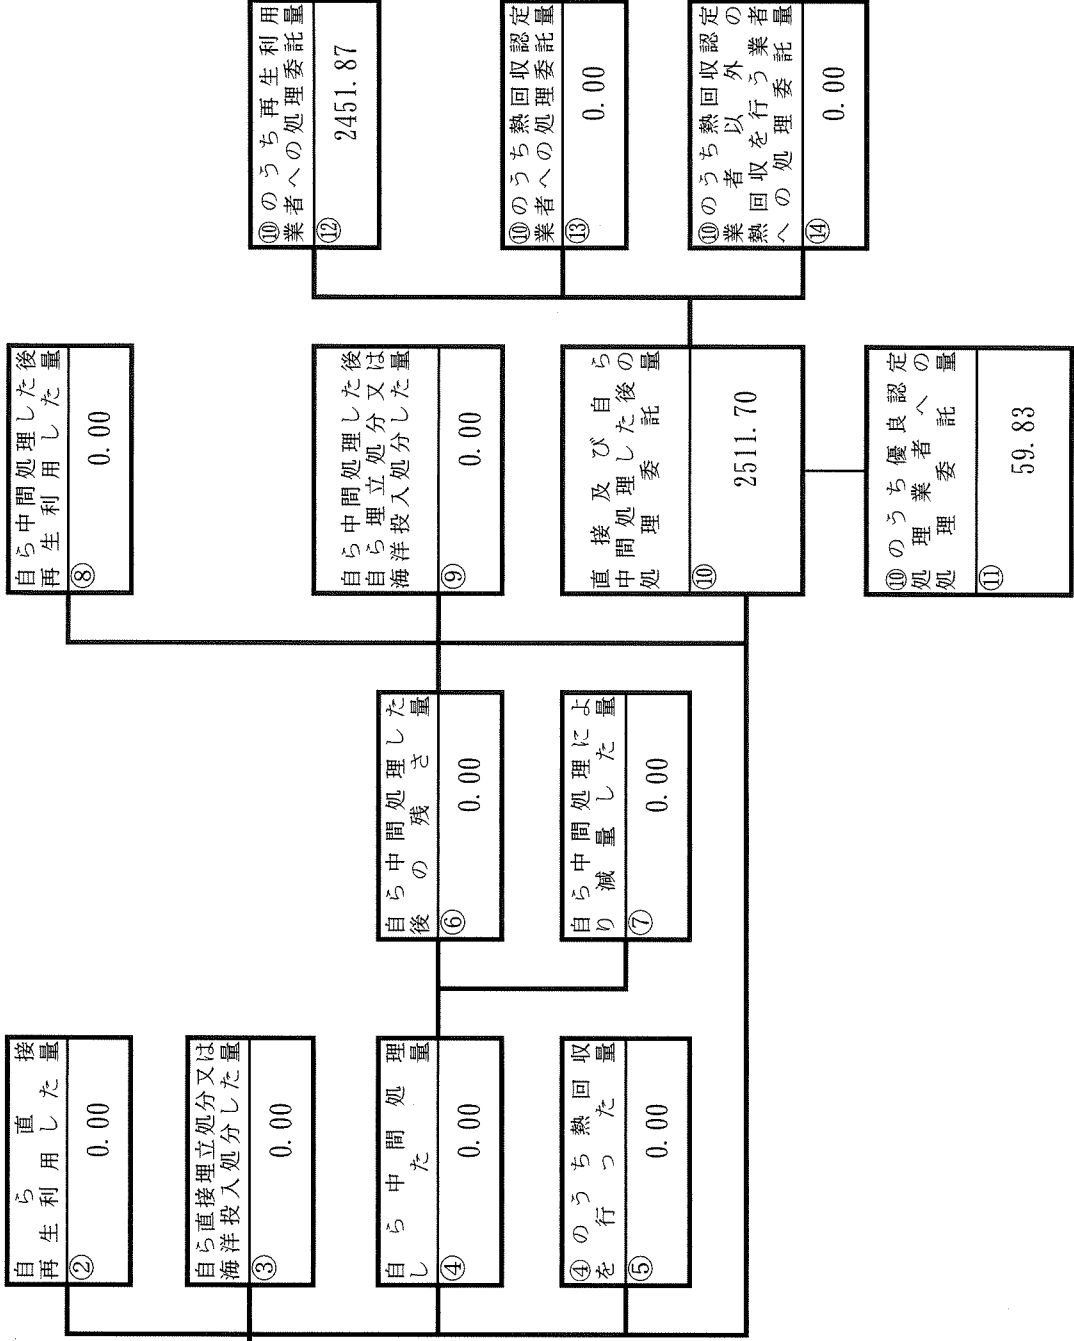 自ら直接
再生利用した量
②
0.00
自ら直接埋立処分又は
海洋投入処分した量
③
0.00
自ら中間処理
した量
④
0.00
④のうち熱回収
を行った量
⑤
0.00
自ら中間処理した
後の残さ量
⑥
0.00
自ら中間処理によ
り減量した量
⑦
0.00
自ら中間処理した後
再生利用した量
⑧
0.00
自ら中間処理した後
自ら埋立処分又は
海洋投入処分した量
⑨
0.00
直接及び自ら
中間処理した後の
処理委託量
⑩
2511.70
⑩のうち優良認定
処理業者への
処理委託量
⑪
59.83
⑩のうち再生利用
業者への処理委託量
⑫
2451.87
⑩のうち熱回収認定
業者への処理委託量
⑬
0.00
⑩のうち熱回収認定
業者以外の
熱回収を行う業者
への処理委託量
⑭
0.00